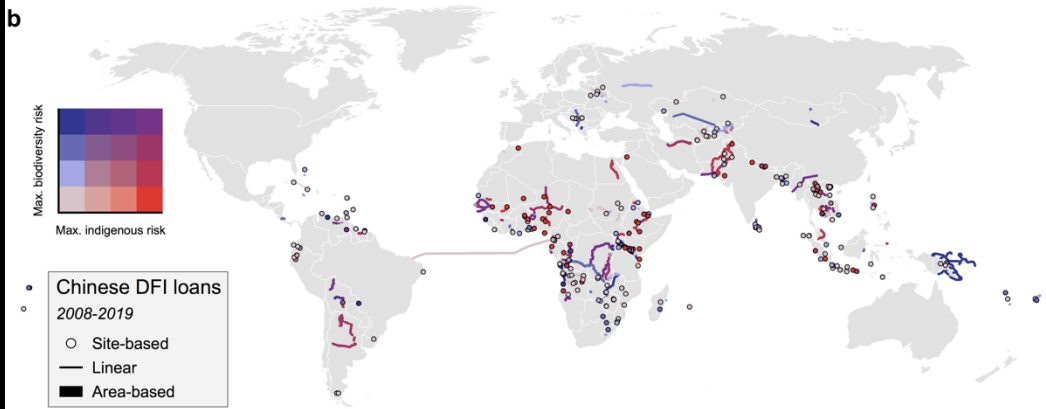 b
Max. biodiversity risk
Max. indigenous risk
Chinese DFI loans
2008-2019
Site-based
Linear
Area-based